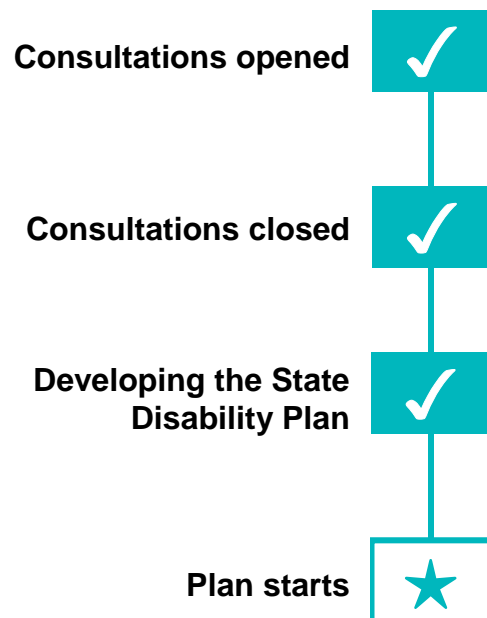 Consultations opened
Consultations closed
Developing the State
Disability Plan
Plan starts